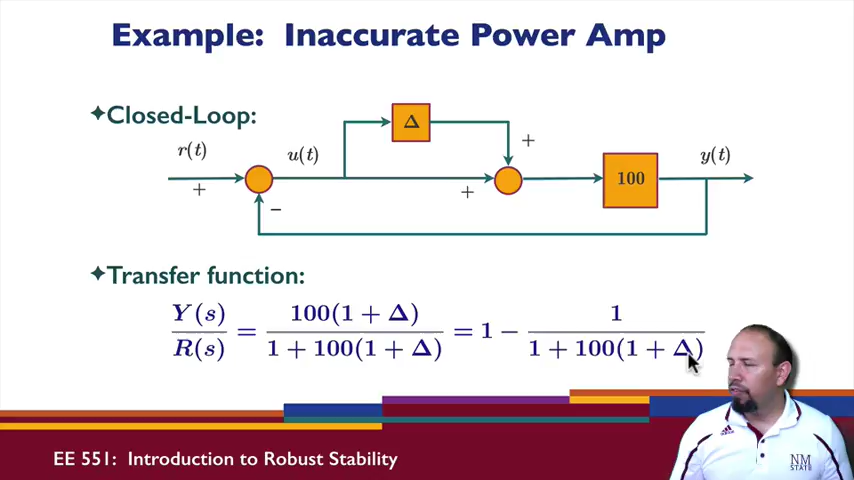 Example: Inaccurate Power Amp
✦Closed-Loop:
Δ
r(t)
u(t)
+
y(t)
+
+
100
−
✦Transfer function:
Y(s)/R(s) = 100(1 + Δ)/(1 + 100(1 + Δ)) = 1 − 1/(1 + 100(1 + Δ))
EE 551: Introduction to Robust Stability
NM
STATE